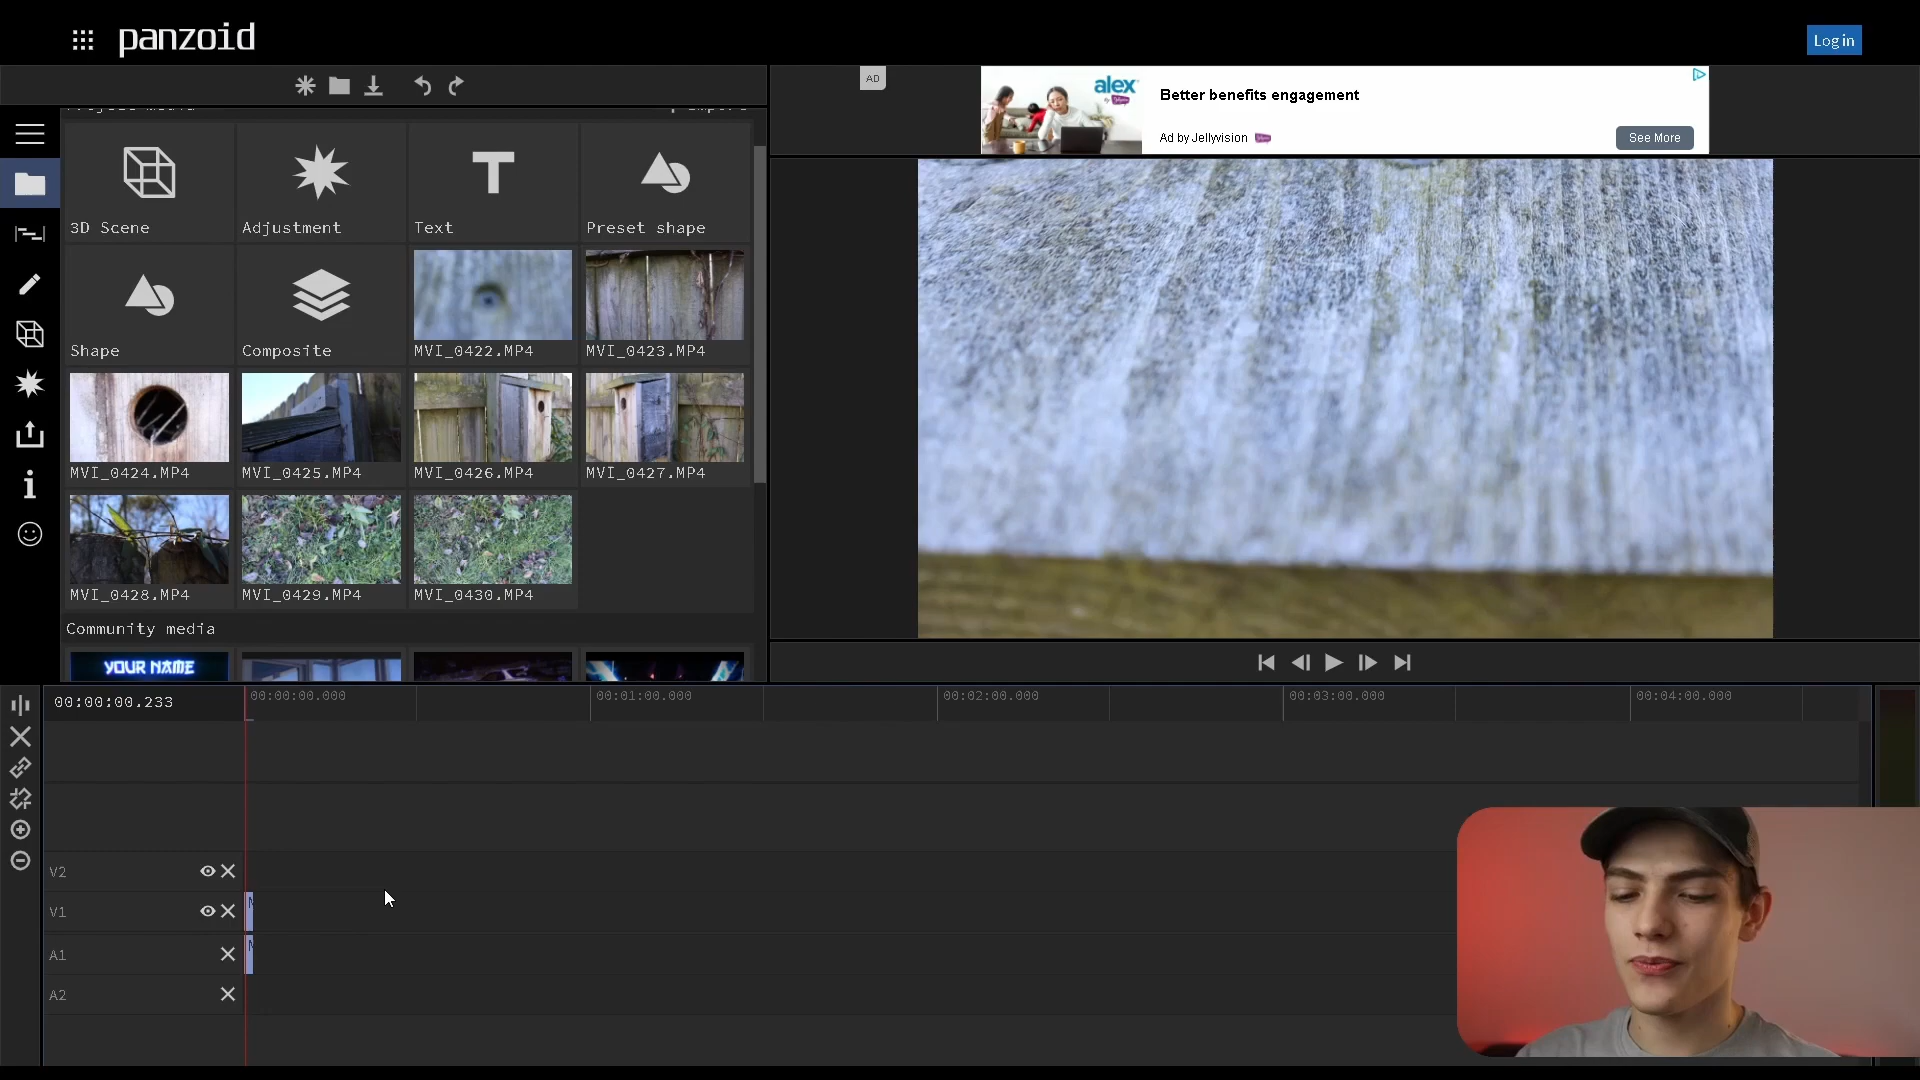 panzoid
Log in
AD
alex
Better benefits engagement
Ad by Jellyvision
See More
3D Scene
Adjustment
Text
Preset shape
Shape
Composite
MVI_0422.MP4
MVI_0423.MP4
MVI_0424.MP4
MVI_0425.MP4
MVI_0426.MP4
MVI_0427.MP4
MVI_0428.MP4
MVI_0429.MP4
MVI_0430.MP4
Community media
YOUR NAME
00:00:00.233
00:00:00.000
00:01:00.000
00:02:00.000
00:03:00.000
00:04:00.000
V2
V1
A1
A2